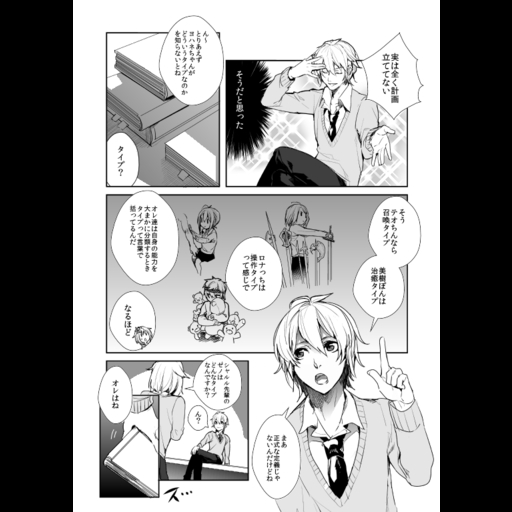 実は全く計画
立ててない
そうだと思った
ん〜
とりあえず
ヨハネちゃんが
どういうタイプなのか
を知らないとね
タイプ?
そう
テオちんなら
召喚タイプ
美樹ぽんは
治癒タイプ
ロナっちは
操作タイプ
って感じで
オレ達は自身の能力を
大まかに分類するとき
タイプって言葉で
括ってるんだ
なるほど
まあ
正式な定義じゃ
ないんだけどね
シャルル先輩の
ゼノは
どんなタイプ
なんですか?
ん?
オレはね
ス…